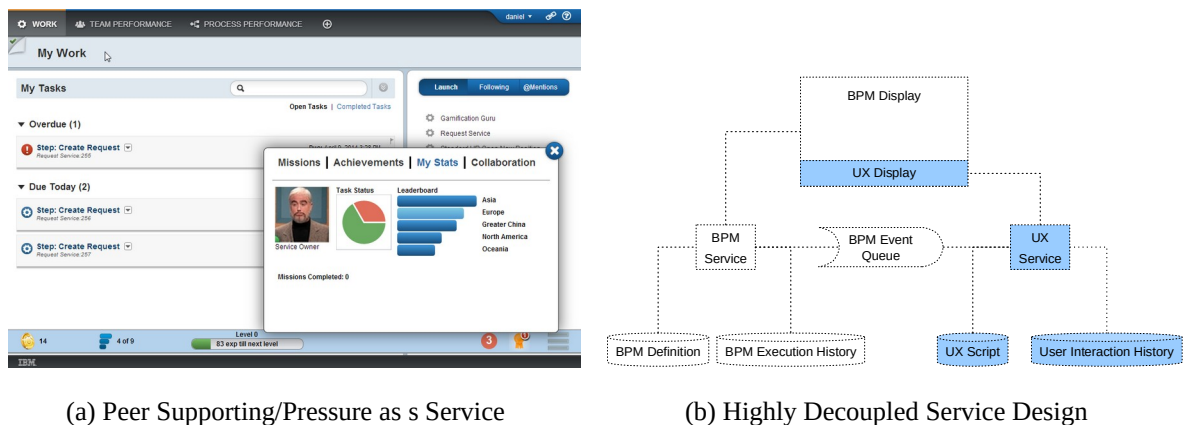 WORK TEAM PERFORMANCE PROCESS PERFORMANCE daniel
My Work
My Tasks
Open Tasks | Completed Tasks
Overdue (1)
Step: Create Request
Request Service:255
Due Today (2)
Step: Create Request
Request Service:256
Step: Create Request
Request Service:257
Launch Following @Mentions
Gamification Guru
Request Service
Missions | Achievements | My Stats | Collaboration
Service Owner
Task Status
Leaderboard
Asia
Europe
Greater China
North America
Oceania
Missions Completed: 0
14
4 of 9
Level 0
83 exp till next level
3
IBM
(a) Peer Supporting/Pressure as s Service
BPM Display
UX Display
BPM
Service
BPM Event
Queue
UX
Service
BPM Definition
BPM Execution History
UX Script
User Interaction History
(b) Highly Decoupled Service Design